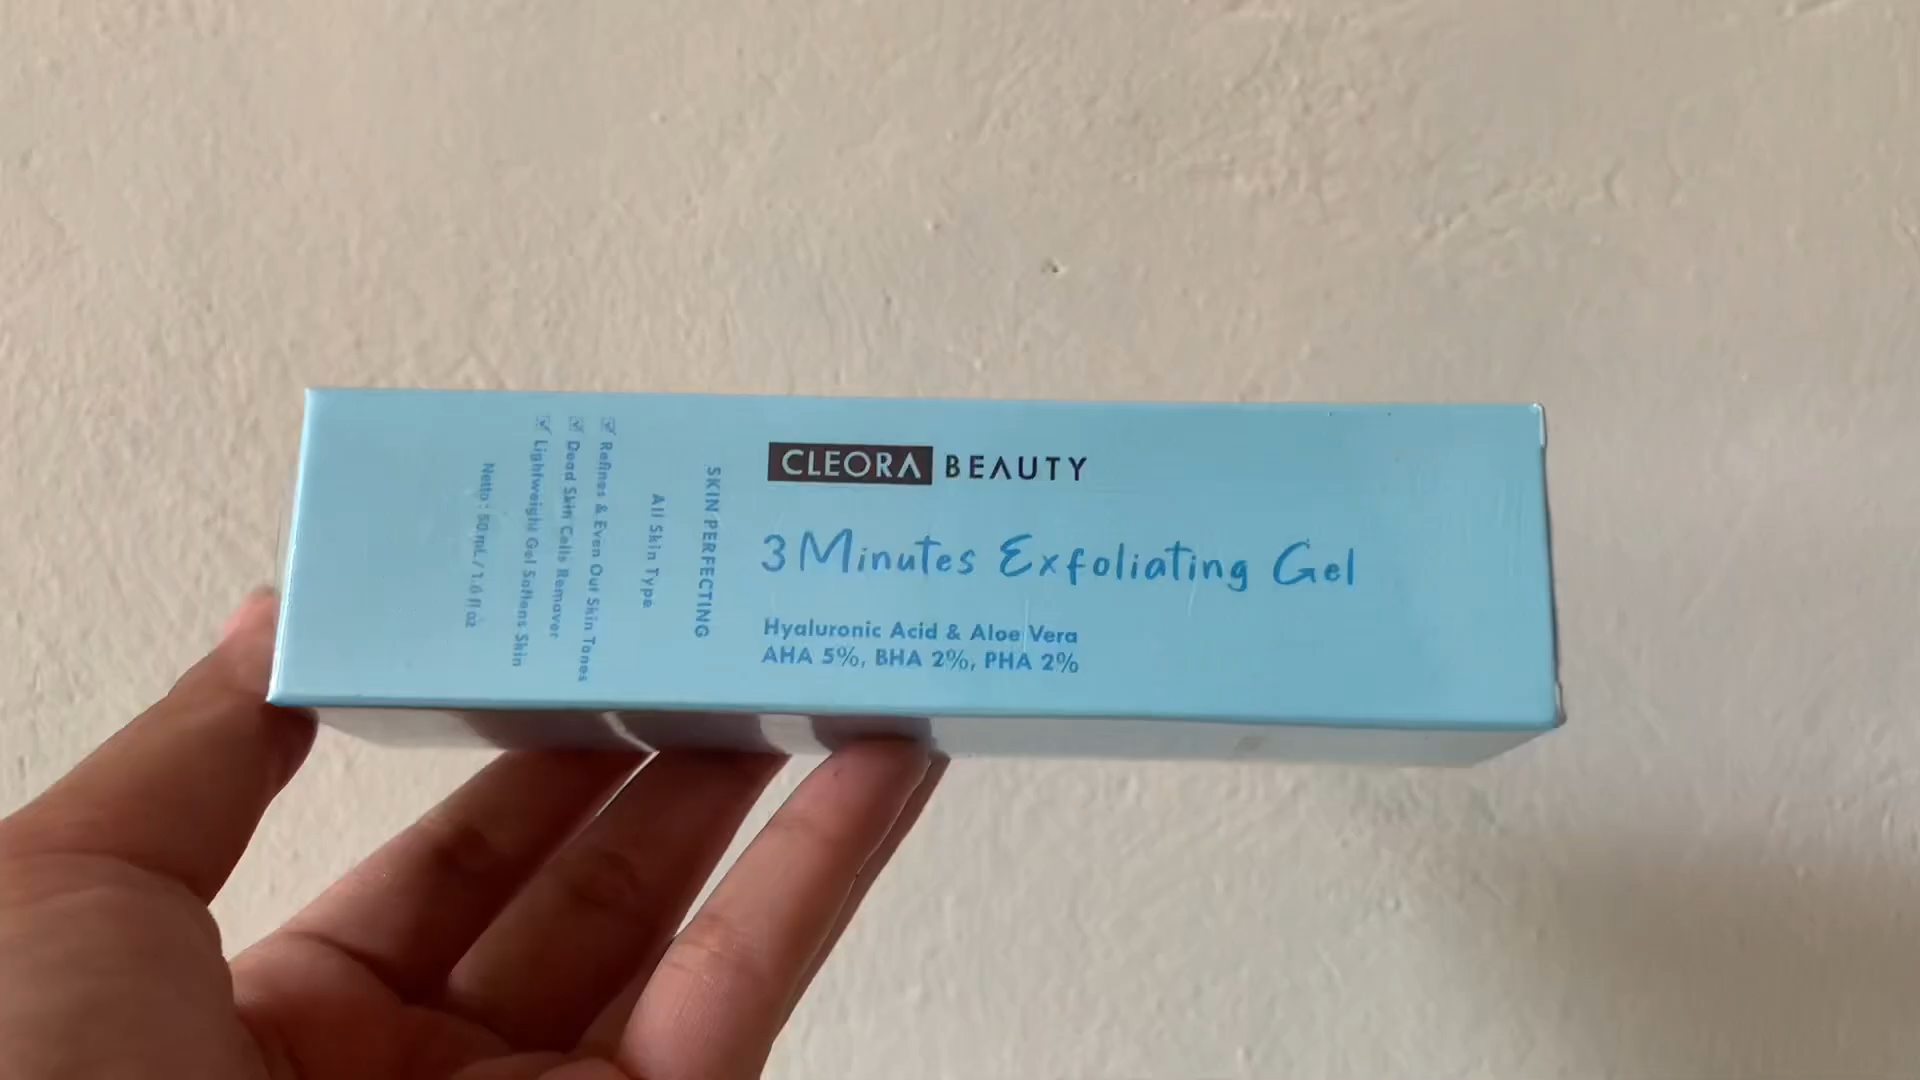 CLEORA BEAUTY
3 Minutes Exfoliating Gel
Hyaluronic Acid & Aloe Vera
AHA 5%, BHA 2%, PHA 2%
SKIN PERFECTING
All Skin Type
Refines & Even Out Skin Tones
Dead Skin Cells Remover
Lightweight Gel Softens Skin
Netto : 50 mL / 1.6 fl oz